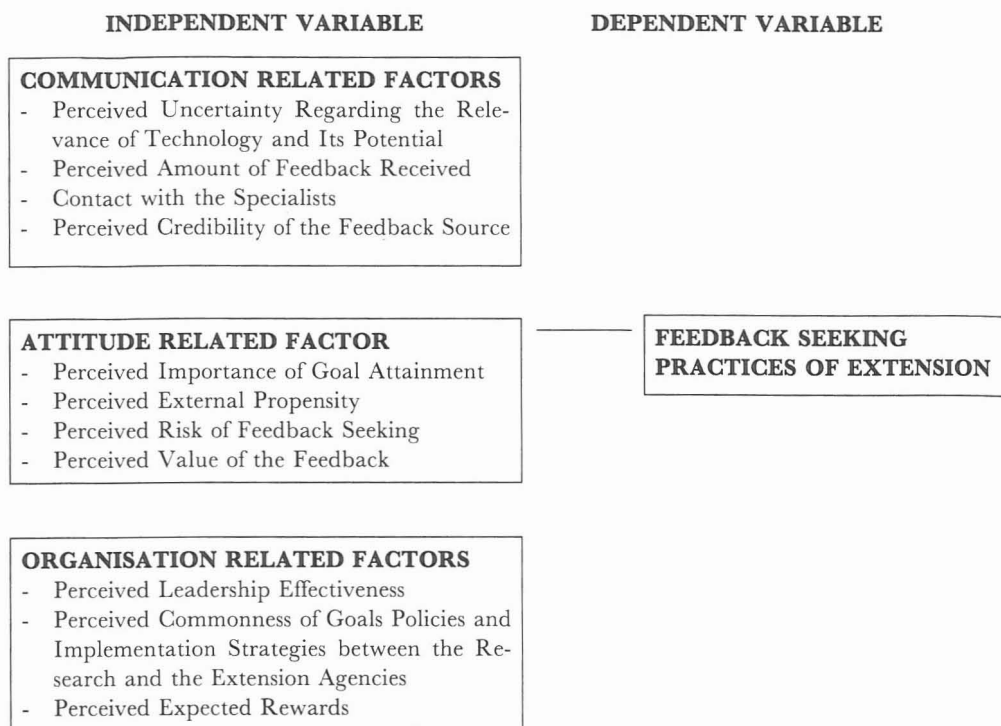 INDEPENDENT VARIABLE DEPENDENT VARIABLE
COMMUNICATION RELATED FACTORS
- Perceived Uncertainty Regarding the Rele-
vance of Technology and Its Potential
- Perceived Amount of Feedback Received
- Contact with the Specialists
- Perceived Credibility of the Feedback Source
ATTITUDE RELATED FACTOR
- Perceived Importance of Goal Attainment
- Perceived External Propensity
- Perceived Risk of Feedback Seeking
- Perceived Value of the Feedback
FEEDBACK SEEKING
PRACTICES OF EXTENSION
ORGANISATION RELATED FACTORS
- Perceived Leadership Effectiveness
- Perceived Commonness of Goals Policies and
Implementation Strategies between the Re-
search and the Extension Agencies
- Perceived Expected Rewards